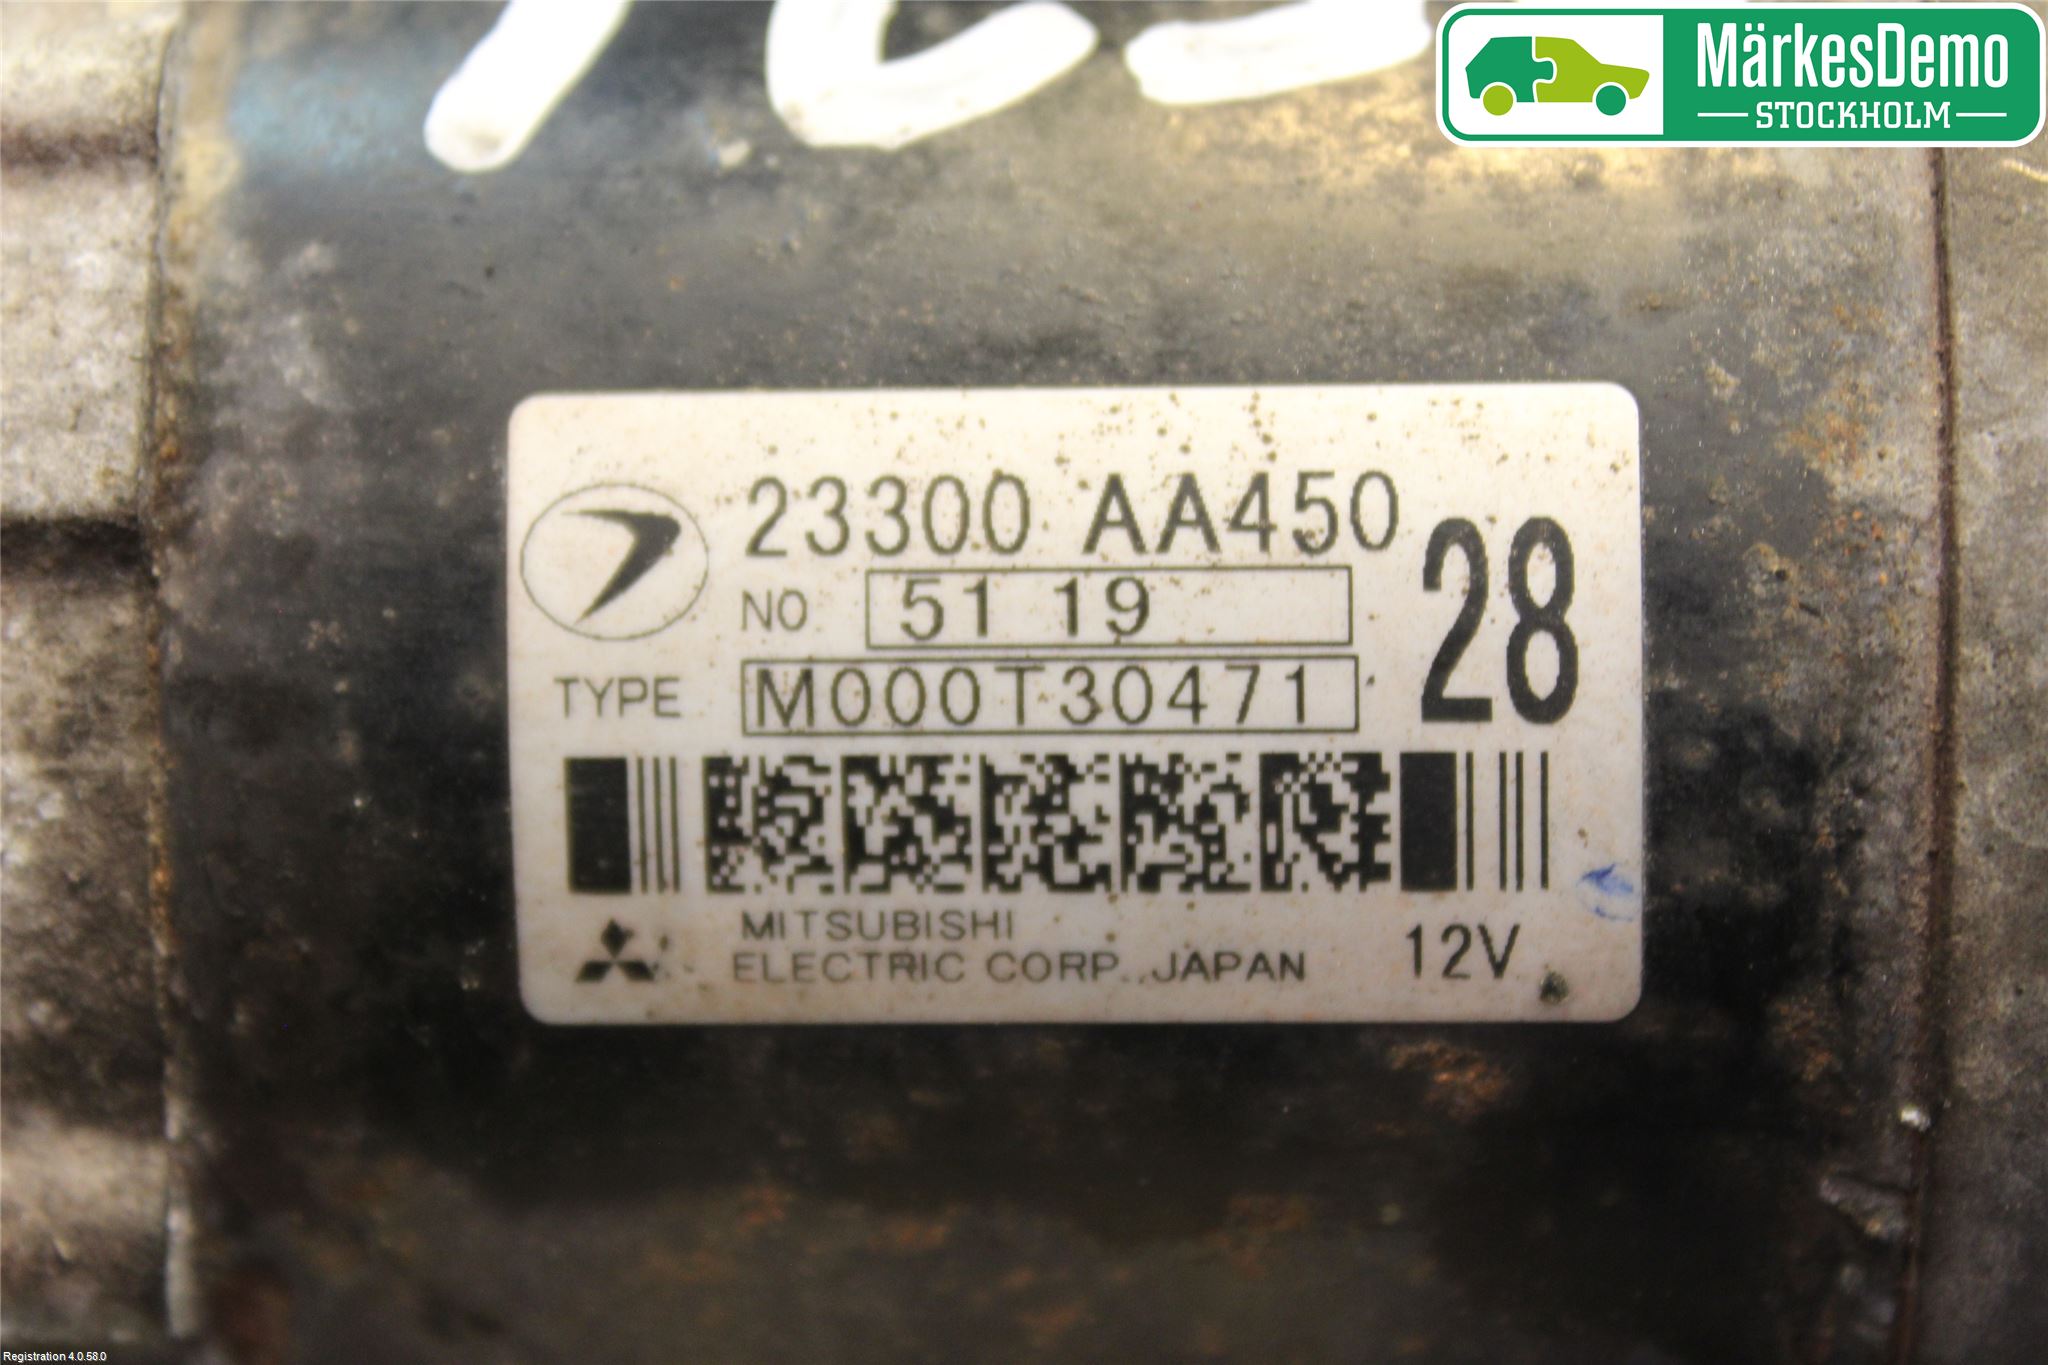 MärkesDemo
STOCKHOLM
23300 AA450
28
NO 51 19
TYPE M000T30471
MITSUBISHI
ELECTRIC CORP. JAPAN
12V
Registration 4.0.58.0